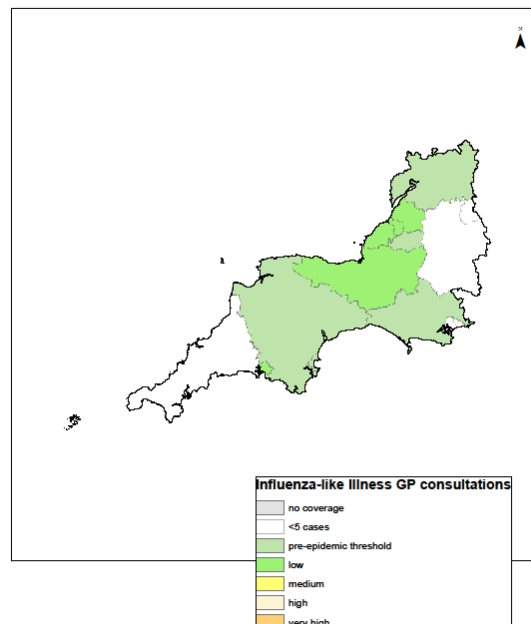 N
Influenza-like Illness GP consultations
no coverage
<5 cases
pre-epidemic threshold
low
medium
high
very high